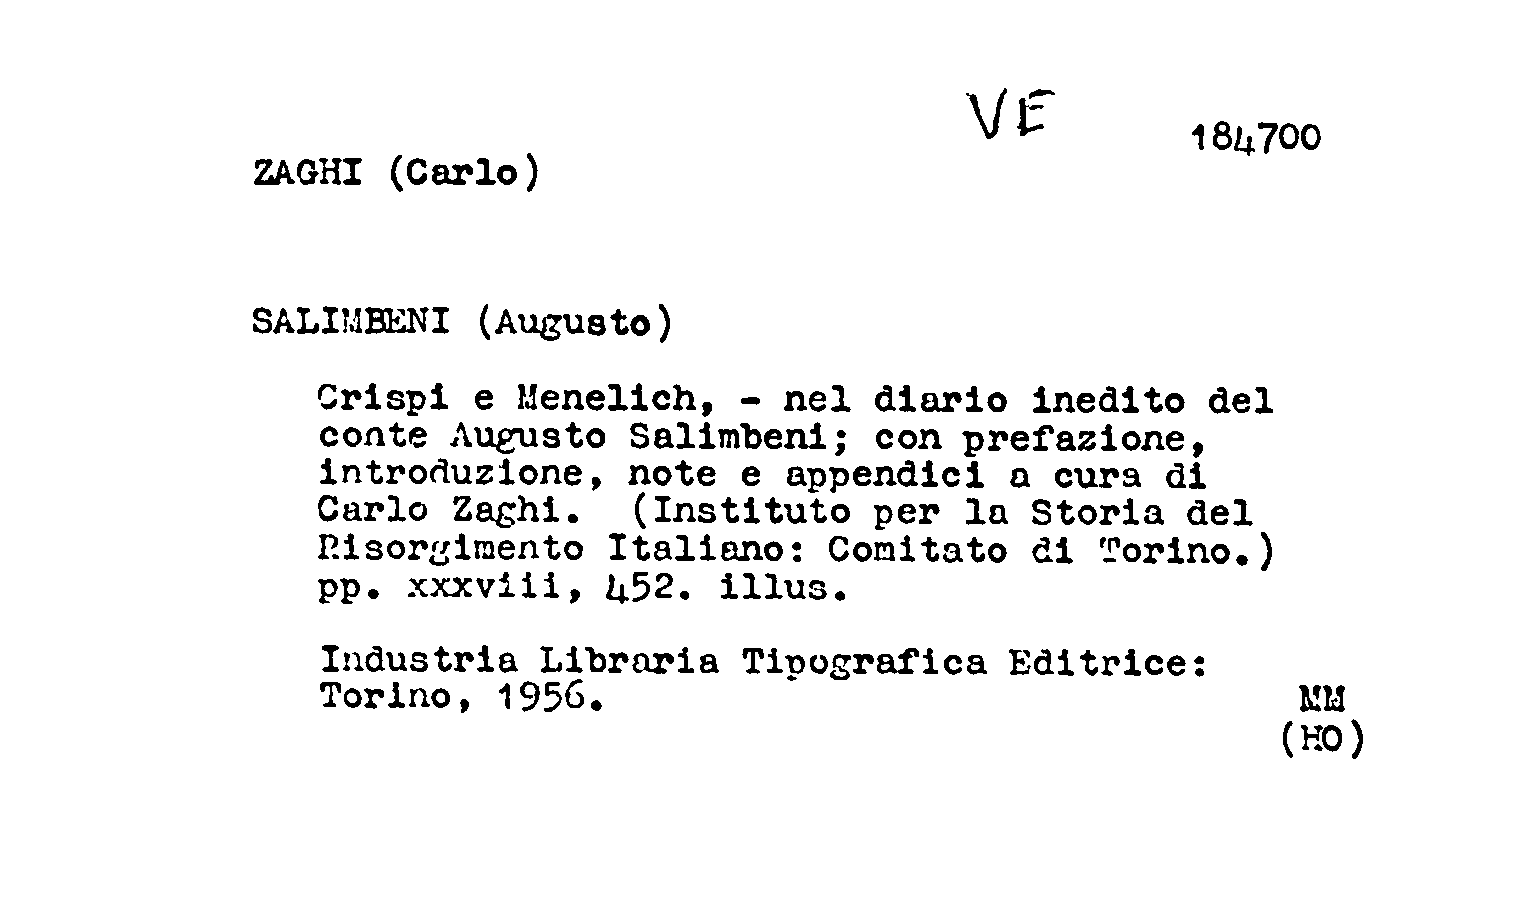 VE
184700
ZAGHI (Carlo)
SALIMBENI (Augusto)
Crispi e Menelich, - nel diario inedito del
conte Augusto Salimbeni; con prefazione,
introduzione, note e appendici a cura di
Carlo Zaghi. (Instituto per la Storia del
Risorgimento Italiano: Comitato di Torino.)
pp. xxxviii, 452. illus.
Industria Libraria Tipografica Editrice:
Torino, 1956.
MM
(HO)